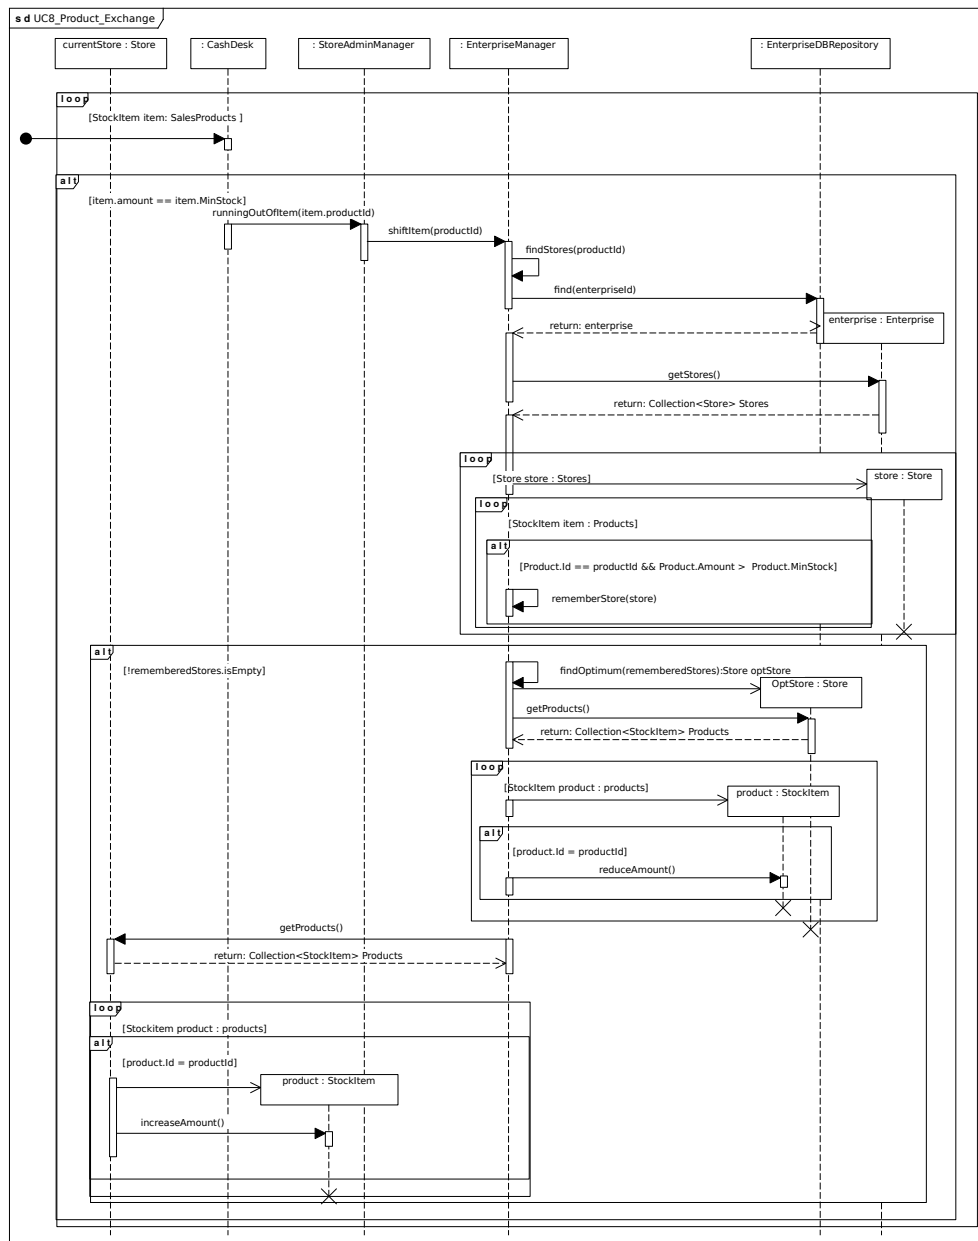 sd UC8_Product_Exchange
currentStore : Store
: CashDesk
: StoreAdminManager
: EnterpriseManager
: EnterpriseDBRepository
loop
[StockItem item: SalesProducts ]
alt
[item.amount == item.MinStock]
runningOutOfItem(item.productId)
shiftItem(productId)
findStores(productId)
find(enterpriseId)
enterprise : Enterprise
return: enterprise
getStores()
return: Collection<Store> Stores
loop
[Store store : Stores]
store : Store
loop
[StockItem item : Products]
alt
[Product.Id == productId && Product.Amount > Product.MinStock]
rememberStore(store)
alt
[!rememberedStores.isEmpty]
findOptimum(rememberedStores):Store optStore
OptStore : Store
getProducts()
return: Collection<StockItem> Products
loop
[StockItem product : products]
product : StockItem
alt
[product.Id = productId]
reduceAmount()
getProducts()
return: Collection<StockItem> Products
loop
[Stockitem product : products]
alt
[product.Id = productId]
product : StockItem
increaseAmount()